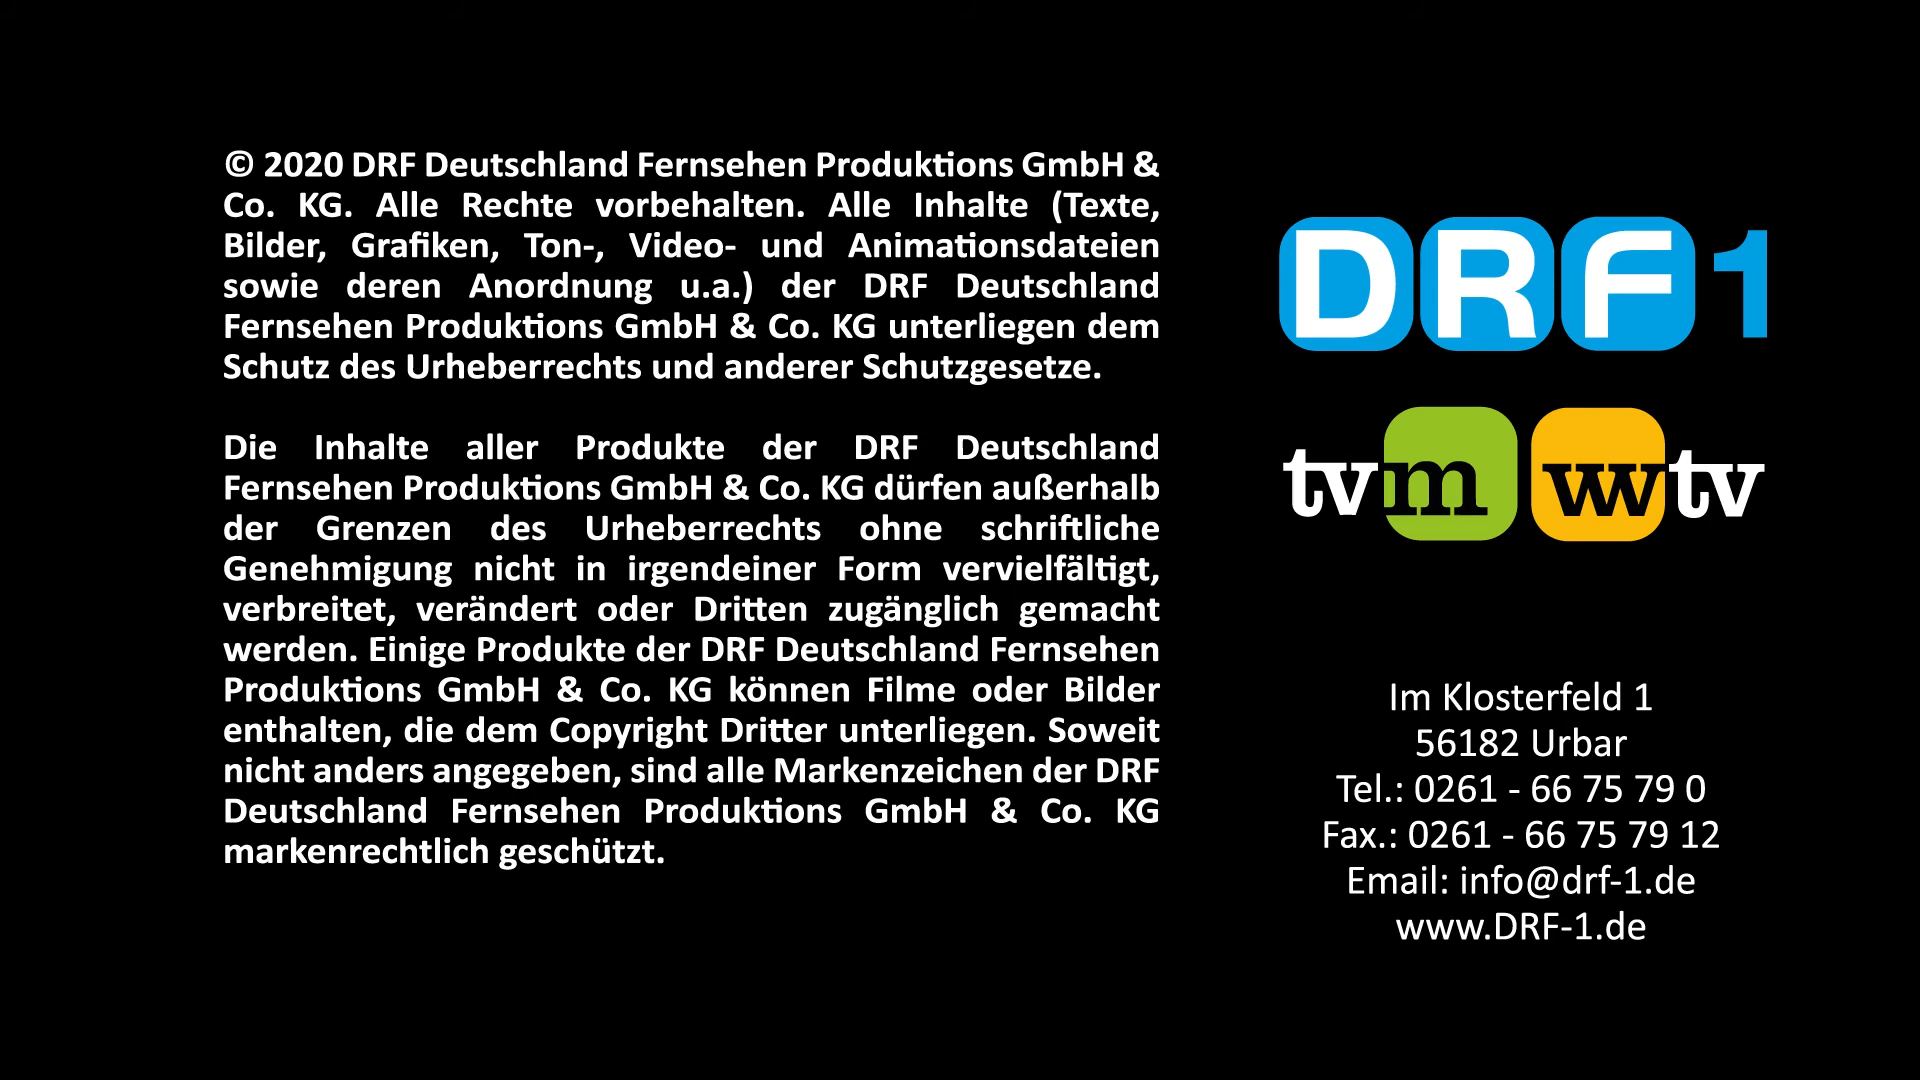 © 2020 DRF Deutschland Fernsehen Produktions GmbH &
Co. KG. Alle Rechte vorbehalten. Alle Inhalte (Texte,
Bilder, Grafiken, Ton-, Video- und Animationsdateien
sowie deren Anordnung u.a.) der DRF Deutschland
Fernsehen Produktions GmbH & Co. KG unterliegen dem
Schutz des Urheberrechts und anderer Schutzgesetze.
Die Inhalte aller Produkte der DRF Deutschland
Fernsehen Produktions GmbH & Co. KG dürfen außerhalb
der Grenzen des Urheberrechts ohne schriftliche
Genehmigung nicht in irgendeiner Form vervielfältigt,
verbreitet, verändert oder Dritten zugänglich gemacht
werden. Einige Produkte der DRF Deutschland Fernsehen
Produktions GmbH & Co. KG können Filme oder Bilder
enthalten, die dem Copyright Dritter unterliegen. Soweit
nicht anders angegeben, sind alle Markenzeichen der DRF
Deutschland Fernsehen Produktions GmbH & Co. KG
markenrechtlich geschützt.
DRF1
tvm wwtv
Im Klosterfeld 1
56182 Urbar
Tel.: 0261 - 66 75 79 0
Fax.: 0261 - 66 75 79 12
Email: info@drf-1.de
www.DRF-1.de